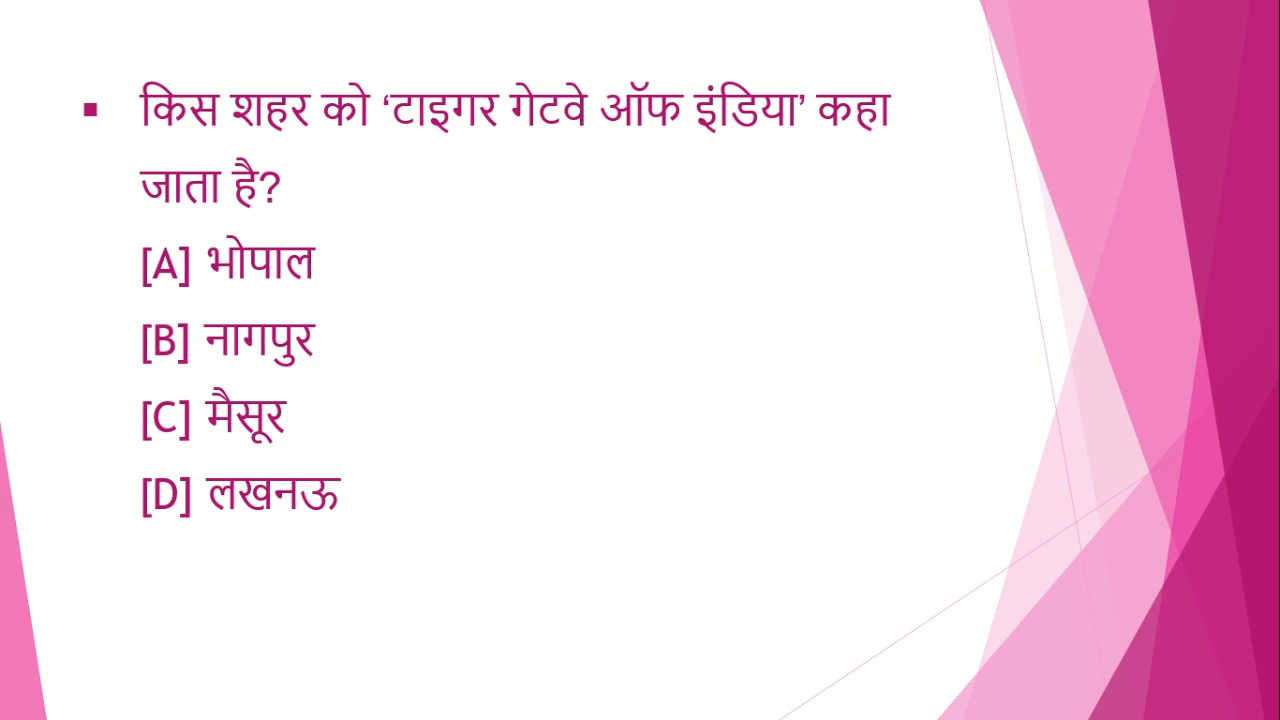 ▪ किस शहर को ‘टाइगर गेटवे ऑफ इंडिया’ कहा
जाता है?
[A] भोपाल
[B] नागपुर
[C] मैसूर
[D] लखनऊ